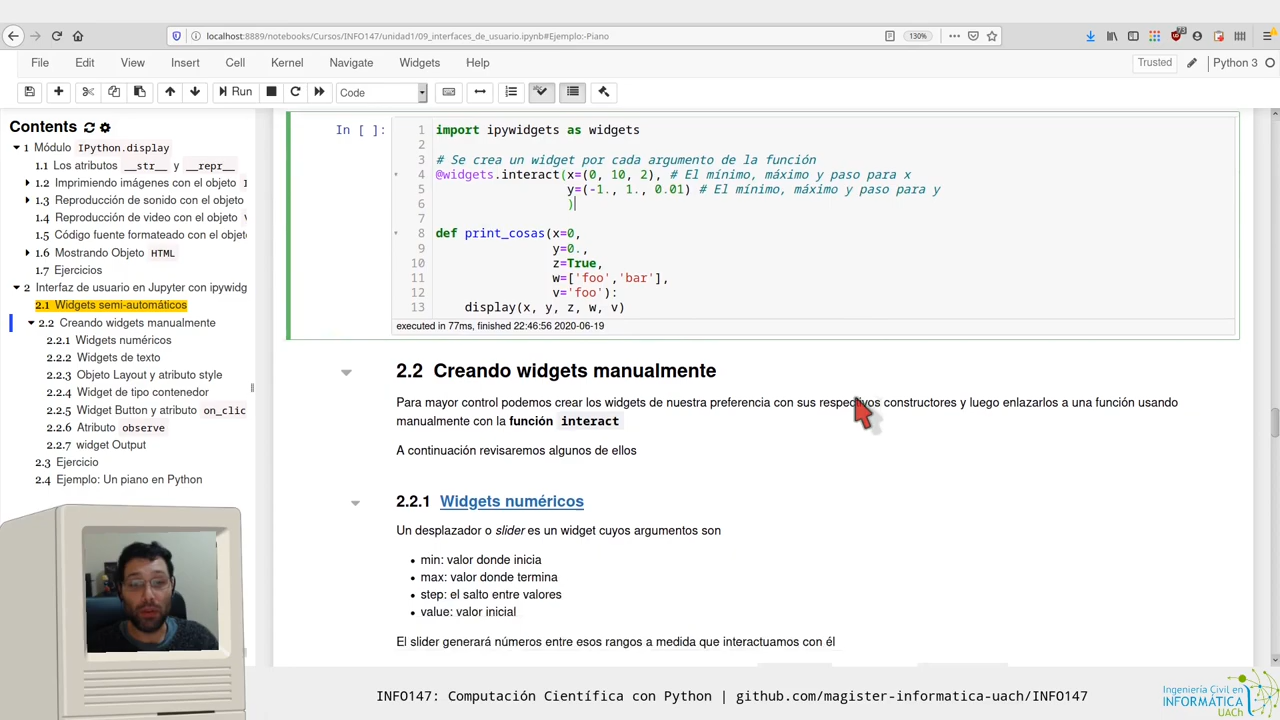 localhost:8889/notebooks/Cursos/INFO147/unidad1/09_interfaces_de_usuario.ipynb#Ejemplo:-Piano
130%
73
File Edit View Insert Cell Kernel Navigate Widgets Help
Trusted
Python 3
Run
Code
Contents
1 Módulo IPython.display
1.1 Los atributos __str__ y __repr__
1.2 Imprimiendo imágenes con el objeto I
1.3 Reproducción de sonido con el objeto
1.4 Reproducción de video con el objeto V
1.5 Código fuente formateado con el objet
1.6 Mostrando Objeto HTML
1.7 Ejercicios
2 Interfaz de usuario en Jupyter con ipywidg
2.1 Widgets semi-automáticos
2.2 Creando widgets manualmente
2.2.1 Widgets numéricos
2.2.2 Widgets de texto
2.2.3 Objeto Layout y atributo style
2.2.4 Widget de tipo contenedor
2.2.5 Widget Button y atributo on_clic
2.2.6 Atributo observe
2.2.7 widget Output
2.3 Ejercicio
2.4 Ejemplo: Un piano en Python
In [ ]:
1 import ipywidgets as widgets
2
3 # Se crea un widget por cada argumento de la función
4 @widgets.interact(x=(0, 10, 2), # El mínimo, máximo y paso para x
5 y=(-1., 1., 0.01) # El mínimo, máximo y paso para y
6 )
7
8 def print_cosas(x=0,
9 y=0.,
10 z=True,
11 w=['foo','bar'],
12 v='foo'):
13 display(x, y, z, w, v)
executed in 77ms, finished 22:46:56 2020-06-19
2.2 Creando widgets manualmente
Para mayor control podemos crear los widgets de nuestra preferencia con sus respectivos constructores y luego enlazarlos a una función usando
manualmente con la función interact
A continuación revisaremos algunos de ellos
2.2.1 Widgets numéricos
Un desplazador o slider es un widget cuyos argumentos son
min: valor donde inicia
max: valor donde termina
step: el salto entre valores
value: valor inicial
El slider generará números entre esos rangos a medida que interactuamos con él
INFO147: Computación Científica con Python | github.com/magister-informatica-uach/INFO147
Ingeniería Civil en
INFORMÁTICA
UACh